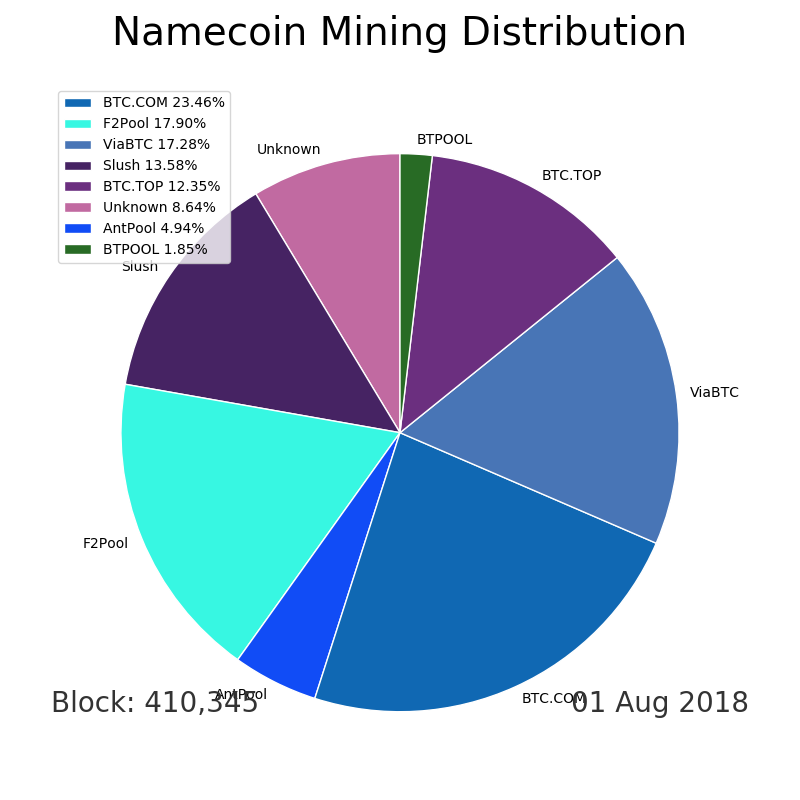 Namecoin Mining Distribution
BTC.COM 23.46%
F2Pool 17.90%
ViaBTC 17.28%
Slush 13.58%
BTC.TOP 12.35%
Unknown 8.64%
AntPool 4.94%
BTPOOL 1.85%
Unknown
BTPOOL
BTC.TOP
Slush
ViaBTC
F2Pool
AntPool
BTC.COM
Block: 410,345
01 Aug 2018